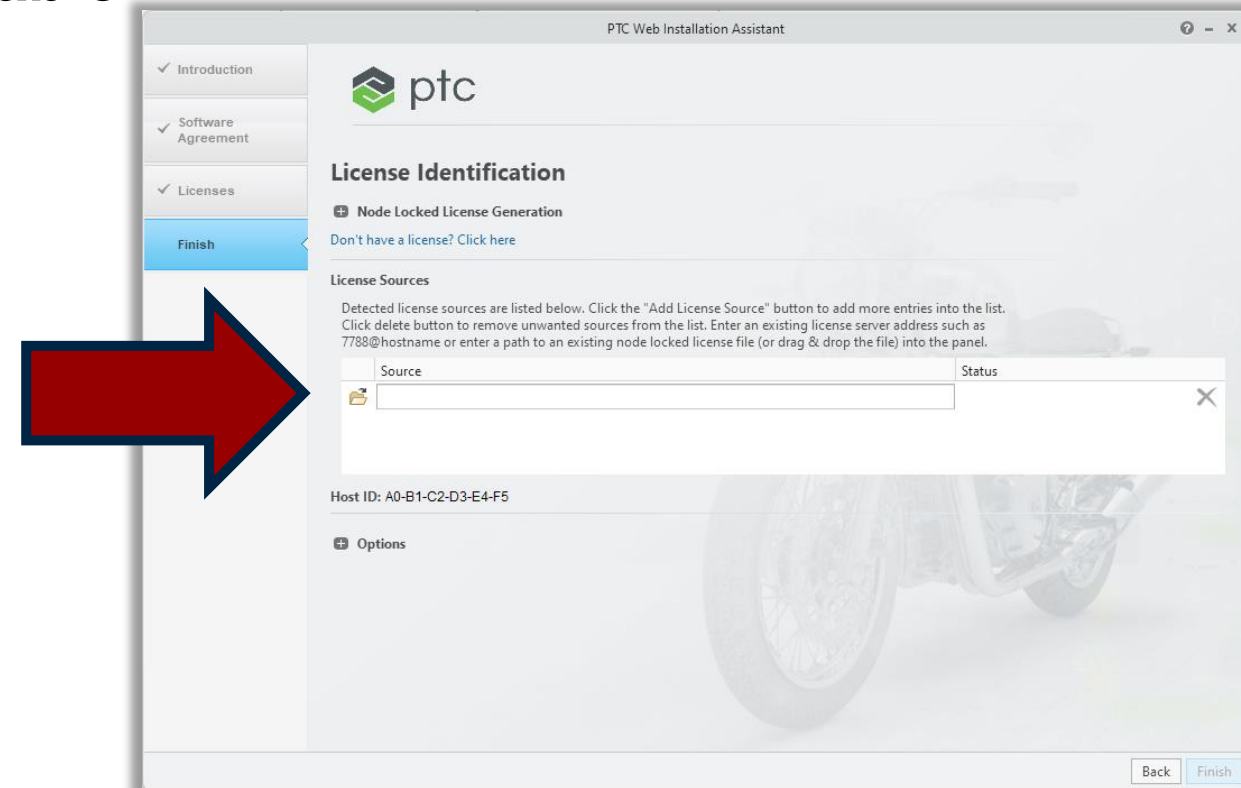 PTC Web Installation Assistant
Introduction
ptc
Software
Agreement
License Identification
Licenses
Node Locked License Generation
Finish
Don't have a license? Click here
License Sources
Detected license sources are listed below. Click the "Add License Source" button to add more entries into the list.
Click delete button to remove unwanted sources from the list. Enter an existing license server address such as
7788@hostname or enter a path to an existing node locked license file (or drag & drop the file) into the panel.
Source Status
Host ID: A0-B1-C2-D3-E4-F5
Options
Back Finish